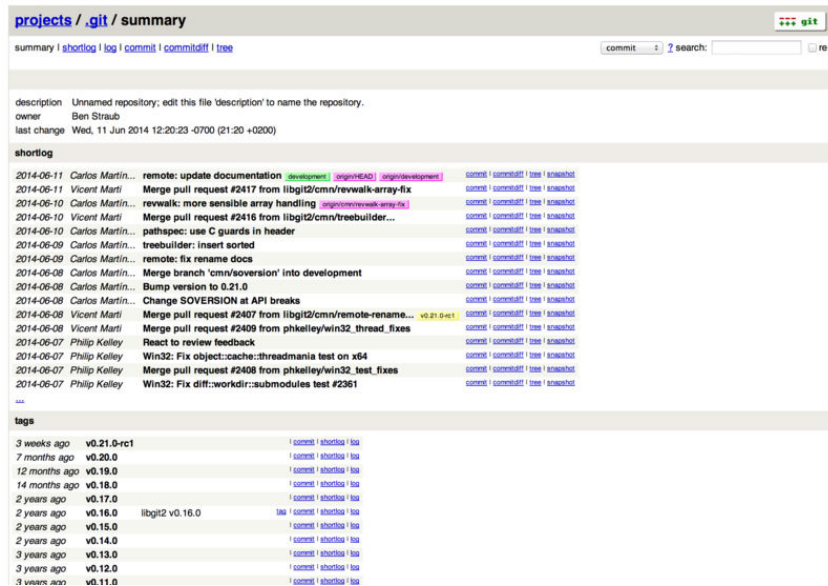 projects / .git / summary
git
summary | shortlog | log | commit | commitdiff | tree
commit ? search: re
description Unnamed repository; edit this file 'description' to name the repository.
owner Ben Straub
last change Wed, 11 Jun 2014 12:20:23 -0700 (21:20 +0200)
shortlog
2014-06-11 Carlos Martín... remote: update documentation development origin/HEAD origin/development commit | commitdiff | tree | snapshot
2014-06-11 Vicent Marti Merge pull request #2417 from libgit2/cmn/revwalk-array-fix commit | commitdiff | tree | snapshot
2014-06-10 Carlos Martín... revwalk: more sensible array handling origin/cmn/revwalk-array-fix commit | commitdiff | tree | snapshot
2014-06-10 Vicent Marti Merge pull request #2416 from libgit2/cmn/treebuilder... commit | commitdiff | tree | snapshot
2014-06-10 Carlos Martín... pathspec: use C guards in header commit | commitdiff | tree | snapshot
2014-06-09 Carlos Martín... treebuilder: insert sorted commit | commitdiff | tree | snapshot
2014-06-09 Carlos Martín... remote: fix rename docs commit | commitdiff | tree | snapshot
2014-06-08 Carlos Martín... Merge branch 'cmn/soversion' into development commit | commitdiff | tree | snapshot
2014-06-08 Carlos Martín... Bump version to 0.21.0 commit | commitdiff | tree | snapshot
2014-06-08 Carlos Martín... Change SOVERSION at API breaks commit | commitdiff | tree | snapshot
2014-06-08 Vicent Marti Merge pull request #2407 from libgit2/cmn/remote-rename... v0.21.0-rc1 commit | commitdiff | tree | snapshot
2014-06-08 Vicent Marti Merge pull request #2409 from phkelley/win32_thread_fixes commit | commitdiff | tree | snapshot
2014-06-07 Philip Kelley React to review feedback commit | commitdiff | tree | snapshot
2014-06-07 Philip Kelley Win32: Fix object::cache::threadmania test on x64 commit | commitdiff | tree | snapshot
2014-06-07 Philip Kelley Merge pull request #2408 from phkelley/win32_test_fixes commit | commitdiff | tree | snapshot
2014-06-07 Philip Kelley Win32: Fix diff::workdir::submodules test #2361 commit | commitdiff | tree | snapshot
...
tags
3 weeks ago v0.21.0-rc1 | commit | shortlog | log
7 months ago v0.20.0 | commit | shortlog | log
12 months ago v0.19.0 | commit | shortlog | log
14 months ago v0.18.0 | commit | shortlog | log
2 years ago v0.17.0 | commit | shortlog | log
2 years ago v0.16.0 libgit2 v0.16.0 tag | commit | shortlog | log
2 years ago v0.15.0 | commit | shortlog | log
2 years ago v0.14.0 | commit | shortlog | log
3 years ago v0.13.0 | commit | shortlog | log
3 years ago v0.12.0 | commit | shortlog | log
3 years ago v0.11.0 | commit | shortlog | log